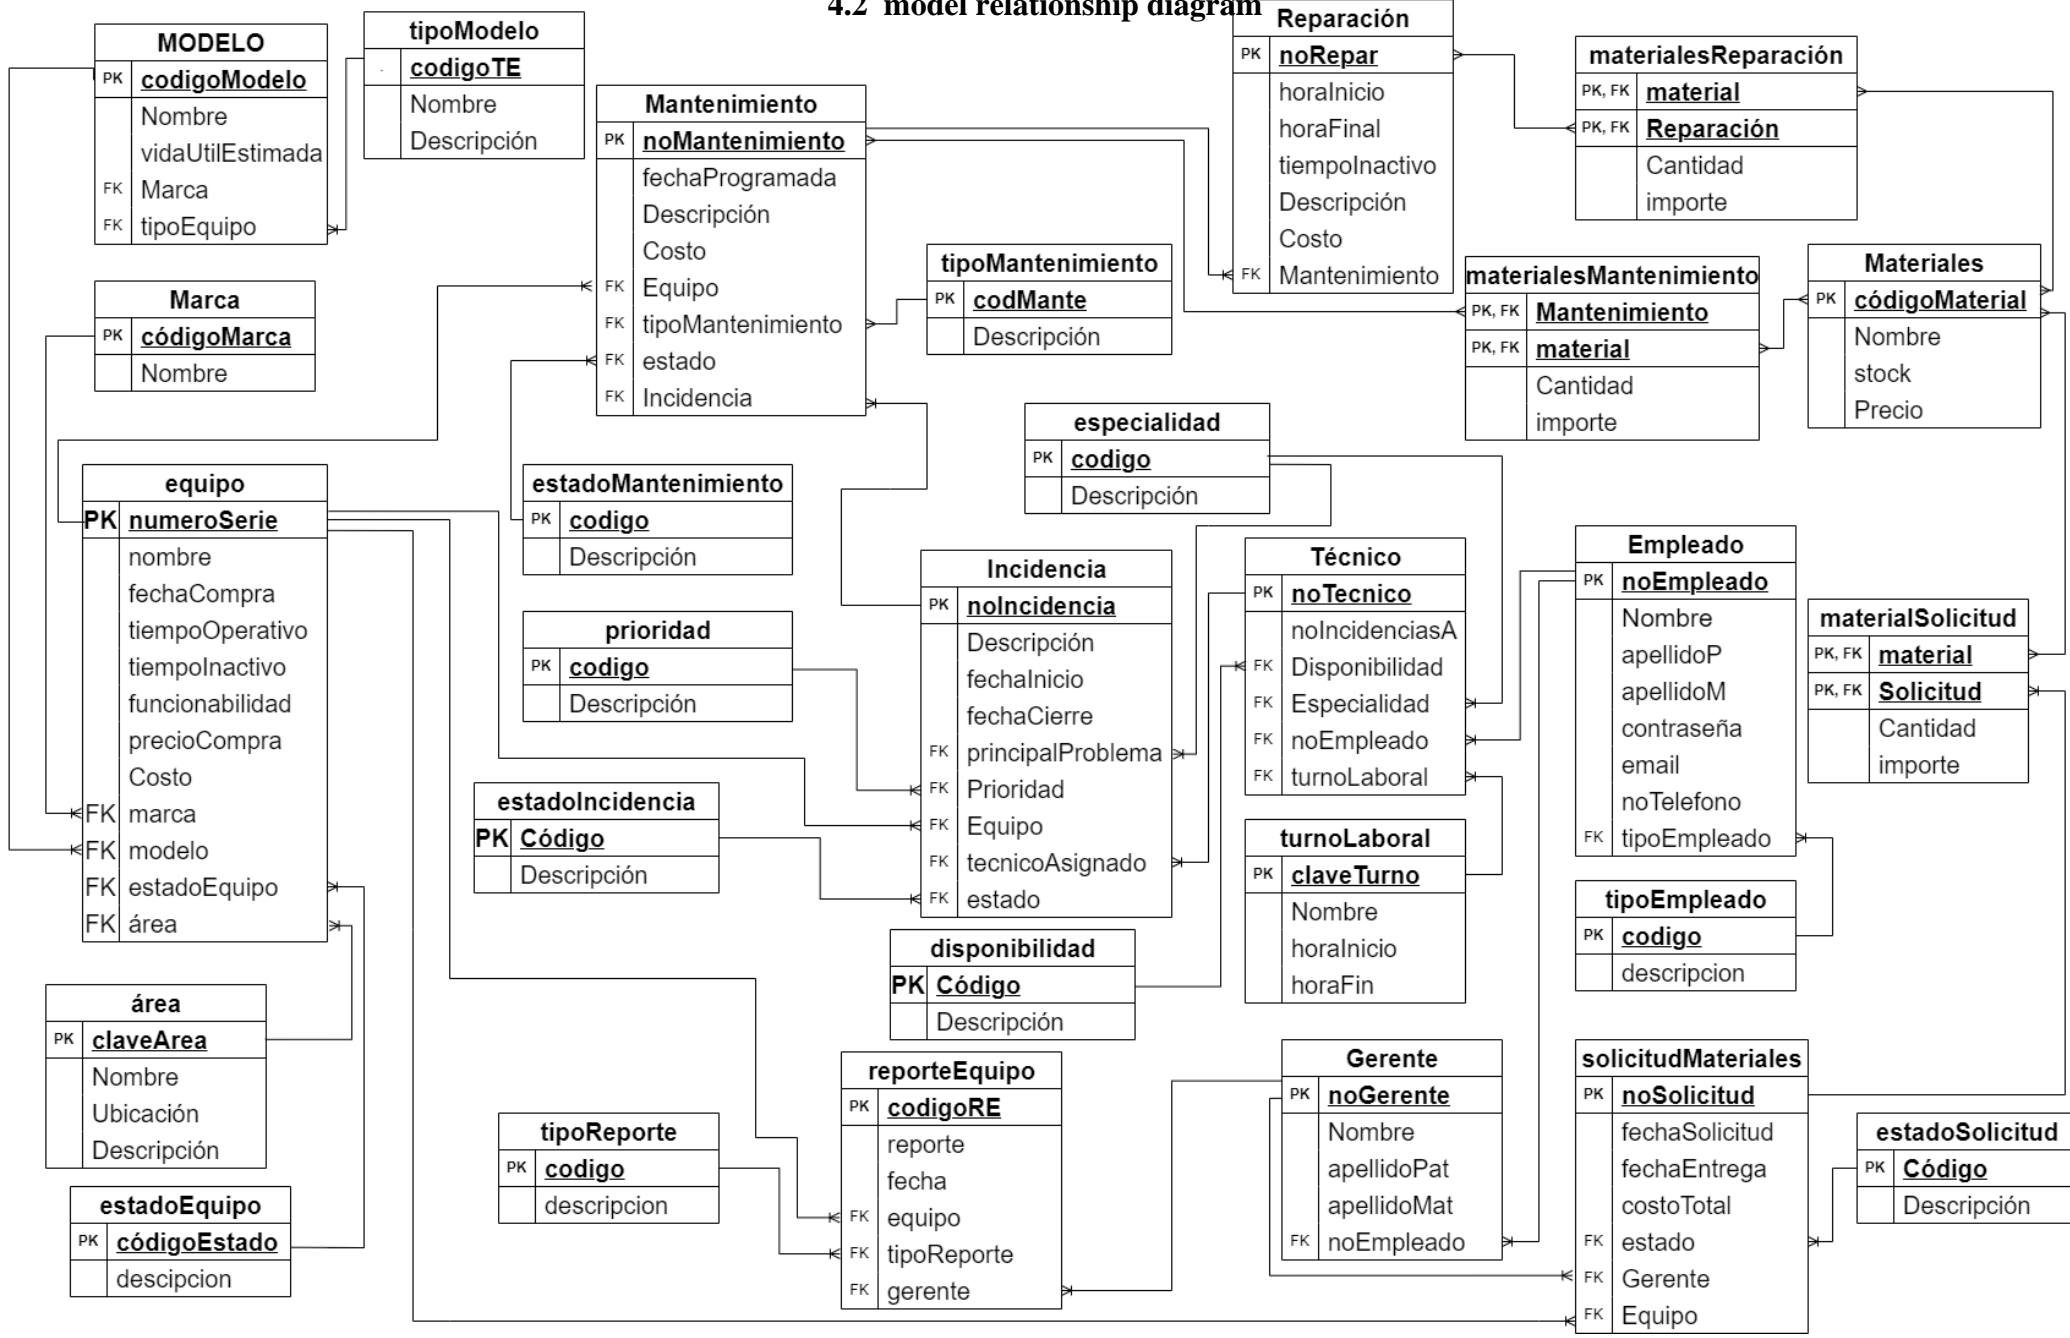 4.2 model relationship diagram
MODELO
PK codigoModelo
Nombre
vidaUtilEstimada
FK Marca
FK tipoEquipo
tipoModelo
codigoTE
Nombre
Descripción
Mantenimiento
PK noMantenimiento
fechaProgramada
Descripción
Costo
FK Equipo
FK tipoMantenimiento
FK estado
FK Incidencia
Reparación
PK noRepar
horaInicio
horaFinal
tiempoInactivo
Descripción
Costo
FK Mantenimiento
materialesReparación
PK, FK material
PK, FK Reparación
Cantidad
importe
tipoMantenimiento
PK codMante
Descripción
materialesMantenimiento
PK, FK Mantenimiento
PK, FK material
Cantidad
importe
Materiales
PK códigoMaterial
Nombre
stock
Precio
Marca
PK códigoMarca
Nombre
especialidad
PK codigo
Descripción
equipo
PK numeroSerie
nombre
fechaCompra
tiempoOperativo
tiempoInactivo
funcionabilidad
precioCompra
Costo
FK marca
FK modelo
FK estadoEquipo
FK área
estadoMantenimiento
PK codigo
Descripción
prioridad
PK codigo
Descripción
estadoIncidencia
PK Código
Descripción
Incidencia
PK noIncidencia
Descripción
fechaInicio
fechaCierre
FK principalProblema
FK Prioridad
FK Equipo
FK tecnicoAsignado
FK estado
Técnico
PK noTecnico
noIncidenciasA
FK Disponibilidad
FK Especialidad
FK noEmpleado
FK turnoLaboral
Empleado
PK noEmpleado
Nombre
apellidoP
apellidoM
contraseña
email
noTelefono
FK tipoEmpleado
materialSolicitud
PK, FK material
PK, FK Solicitud
Cantidad
importe
turnoLaboral
PK claveTurno
Nombre
horaInicio
horaFin
tipoEmpleado
PK codigo
descripcion
disponibilidad
PK Código
Descripción
área
PK claveArea
Nombre
Ubicación
Descripción
estadoEquipo
PK códigoEstado
descipcion
tipoReporte
PK codigo
descripcion
reporteEquipo
PK codigoRE
reporte
fecha
FK equipo
FK tipoReporte
FK gerente
Gerente
PK noGerente
Nombre
apellidoPat
apellidoMat
FK noEmpleado
solicitudMateriales
PK noSolicitud
fechaSolicitud
fechaEntrega
costoTotal
FK estado
FK Gerente
FK Equipo
estadoSolicitud
PK Código
Descripción